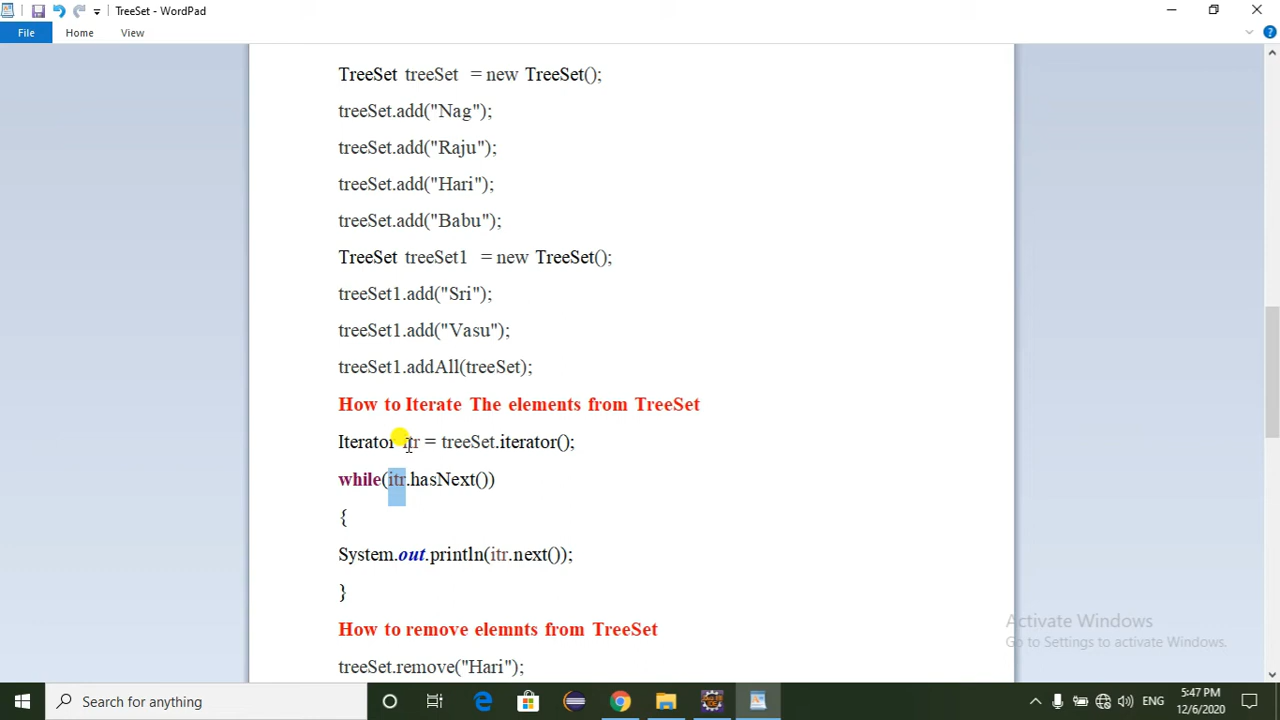 TreeSet - WordPad
File Home View
TreeSet treeSet = new TreeSet();
treeSet.add("Nag");
treeSet.add("Raju");
treeSet.add("Hari");
treeSet.add("Babu");
TreeSet treeSet1 = new TreeSet();
treeSet1.add("Sri");
treeSet1.add("Vasu");
treeSet1.addAll(treeSet);
How to Iterate The elements from TreeSet
Iterator itr = treeSet.iterator();
while(itr.hasNext())
{
System.out.println(itr.next());
}
How to remove elemnts from TreeSet
treeSet.remove("Hari");
Activate Windows
Go to Settings to activate Windows.
Search for anything
ENG
5:47 PM
12/6/2020